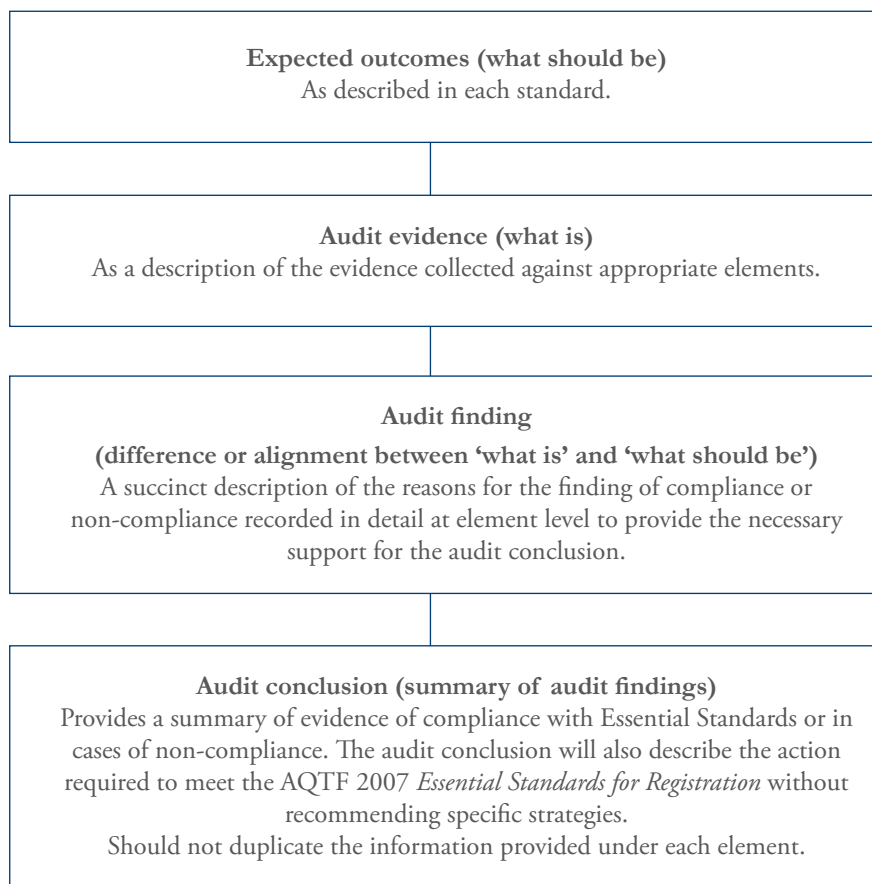 Expected outcomes (what should be)
As described in each standard.
Audit evidence (what is)
As a description of the evidence collected against appropriate elements.
Audit finding
(difference or alignment between ‘what is’ and ‘what should be’)
A succinct description of the reasons for the finding of compliance or
non-compliance recorded in detail at element level to provide the necessary
support for the audit conclusion.
Audit conclusion (summary of audit findings)
Provides a summary of evidence of compliance with Essential Standards or in
cases of non-compliance. The audit conclusion will also describe the action
required to meet the AQTF 2007 Essential Standards for Registration without
recommending specific strategies.
Should not duplicate the information provided under each element.